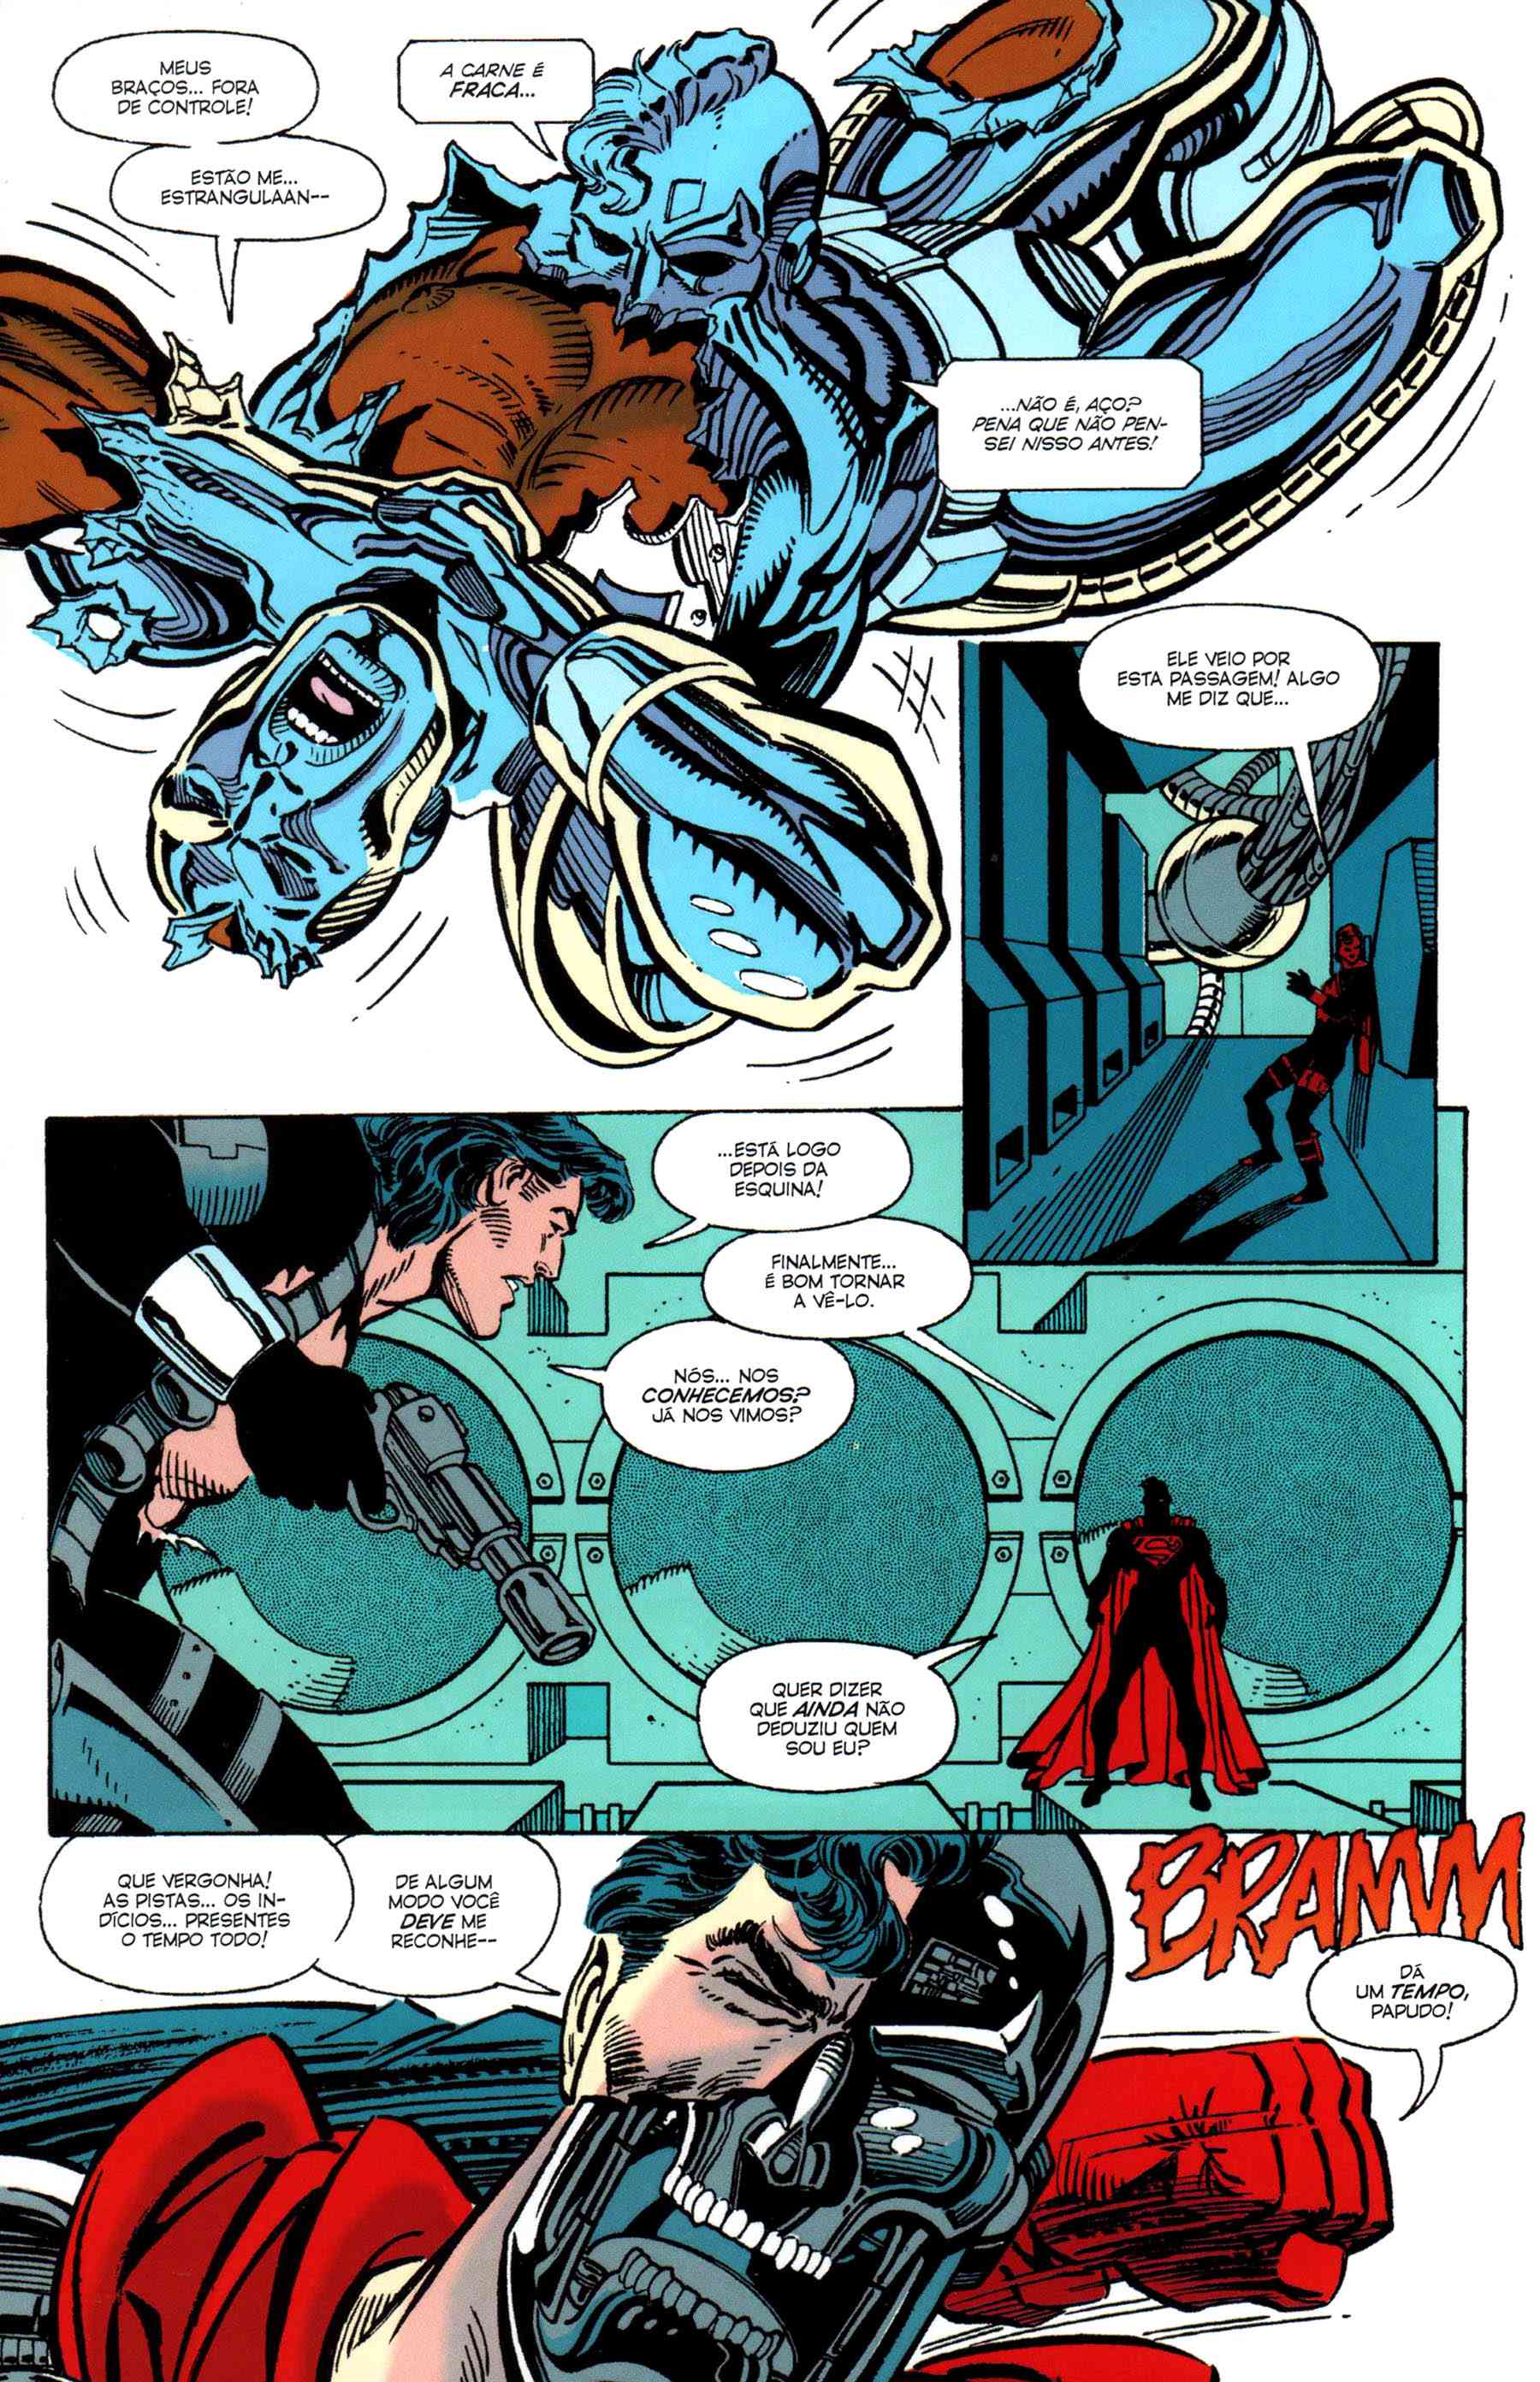 MEUS
BRAÇOS... FORA
DE CONTROLE!
ESTÃO ME...
ESTRANGULAAN--
A CARNE É
FRACA...
...NÃO É, AÇO?
PENA QUE NÃO PEN-
SEI NISSO ANTES!
ELE VEIO POR
ESTA PASSAGEM! ALGO
ME DIZ QUE...
...ESTÁ LOGO
DEPOIS DA
ESQUINA!
FINALMENTE...
É BOM TORNAR
A VÊ-LO.
NÓS... NOS
CONHECEMOS?
JÁ NOS VIMOS?
QUER DIZER
QUE AINDA NÃO
DEDUZIU QUEM
SOU EU?
QUE VERGONHA!
AS PISTAS... OS IN-
DÍCIOS... PRESENTES
O TEMPO TODO!
DE ALGUM
MODO VOCÊ
DEVE ME
RECONHE--
BRAMM
DÁ
UM TEMPO,
PAPUDO!